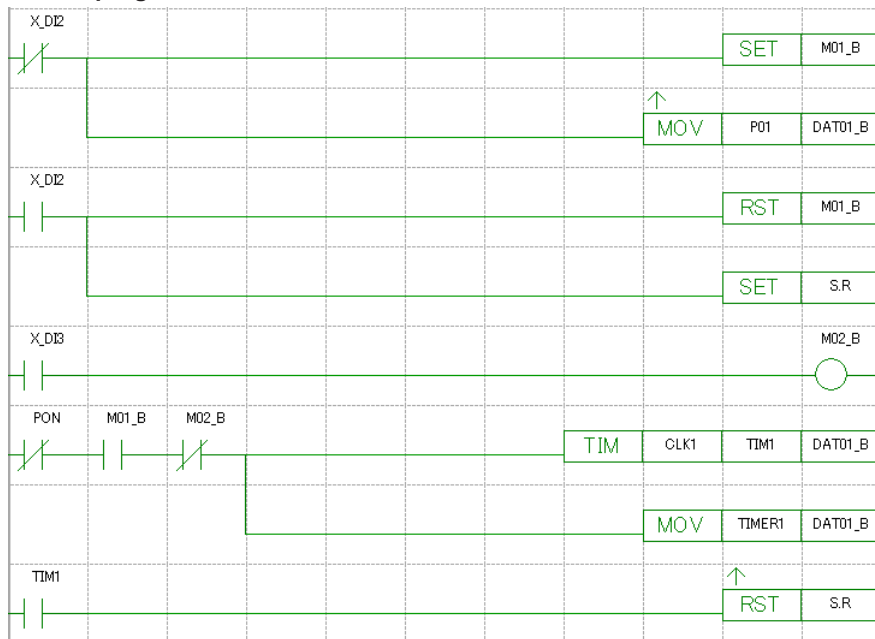 X_DI2
SET M01_B
MOV P01 DAT01_B
X_DI2
RST M01_B
SET S.R
X_DI3 M02_B
PON M01_B M02_B
TIM CLK1 TIM1 DAT01_B
MOV TIMER1 DAT01_B
TIM1
RST S.R